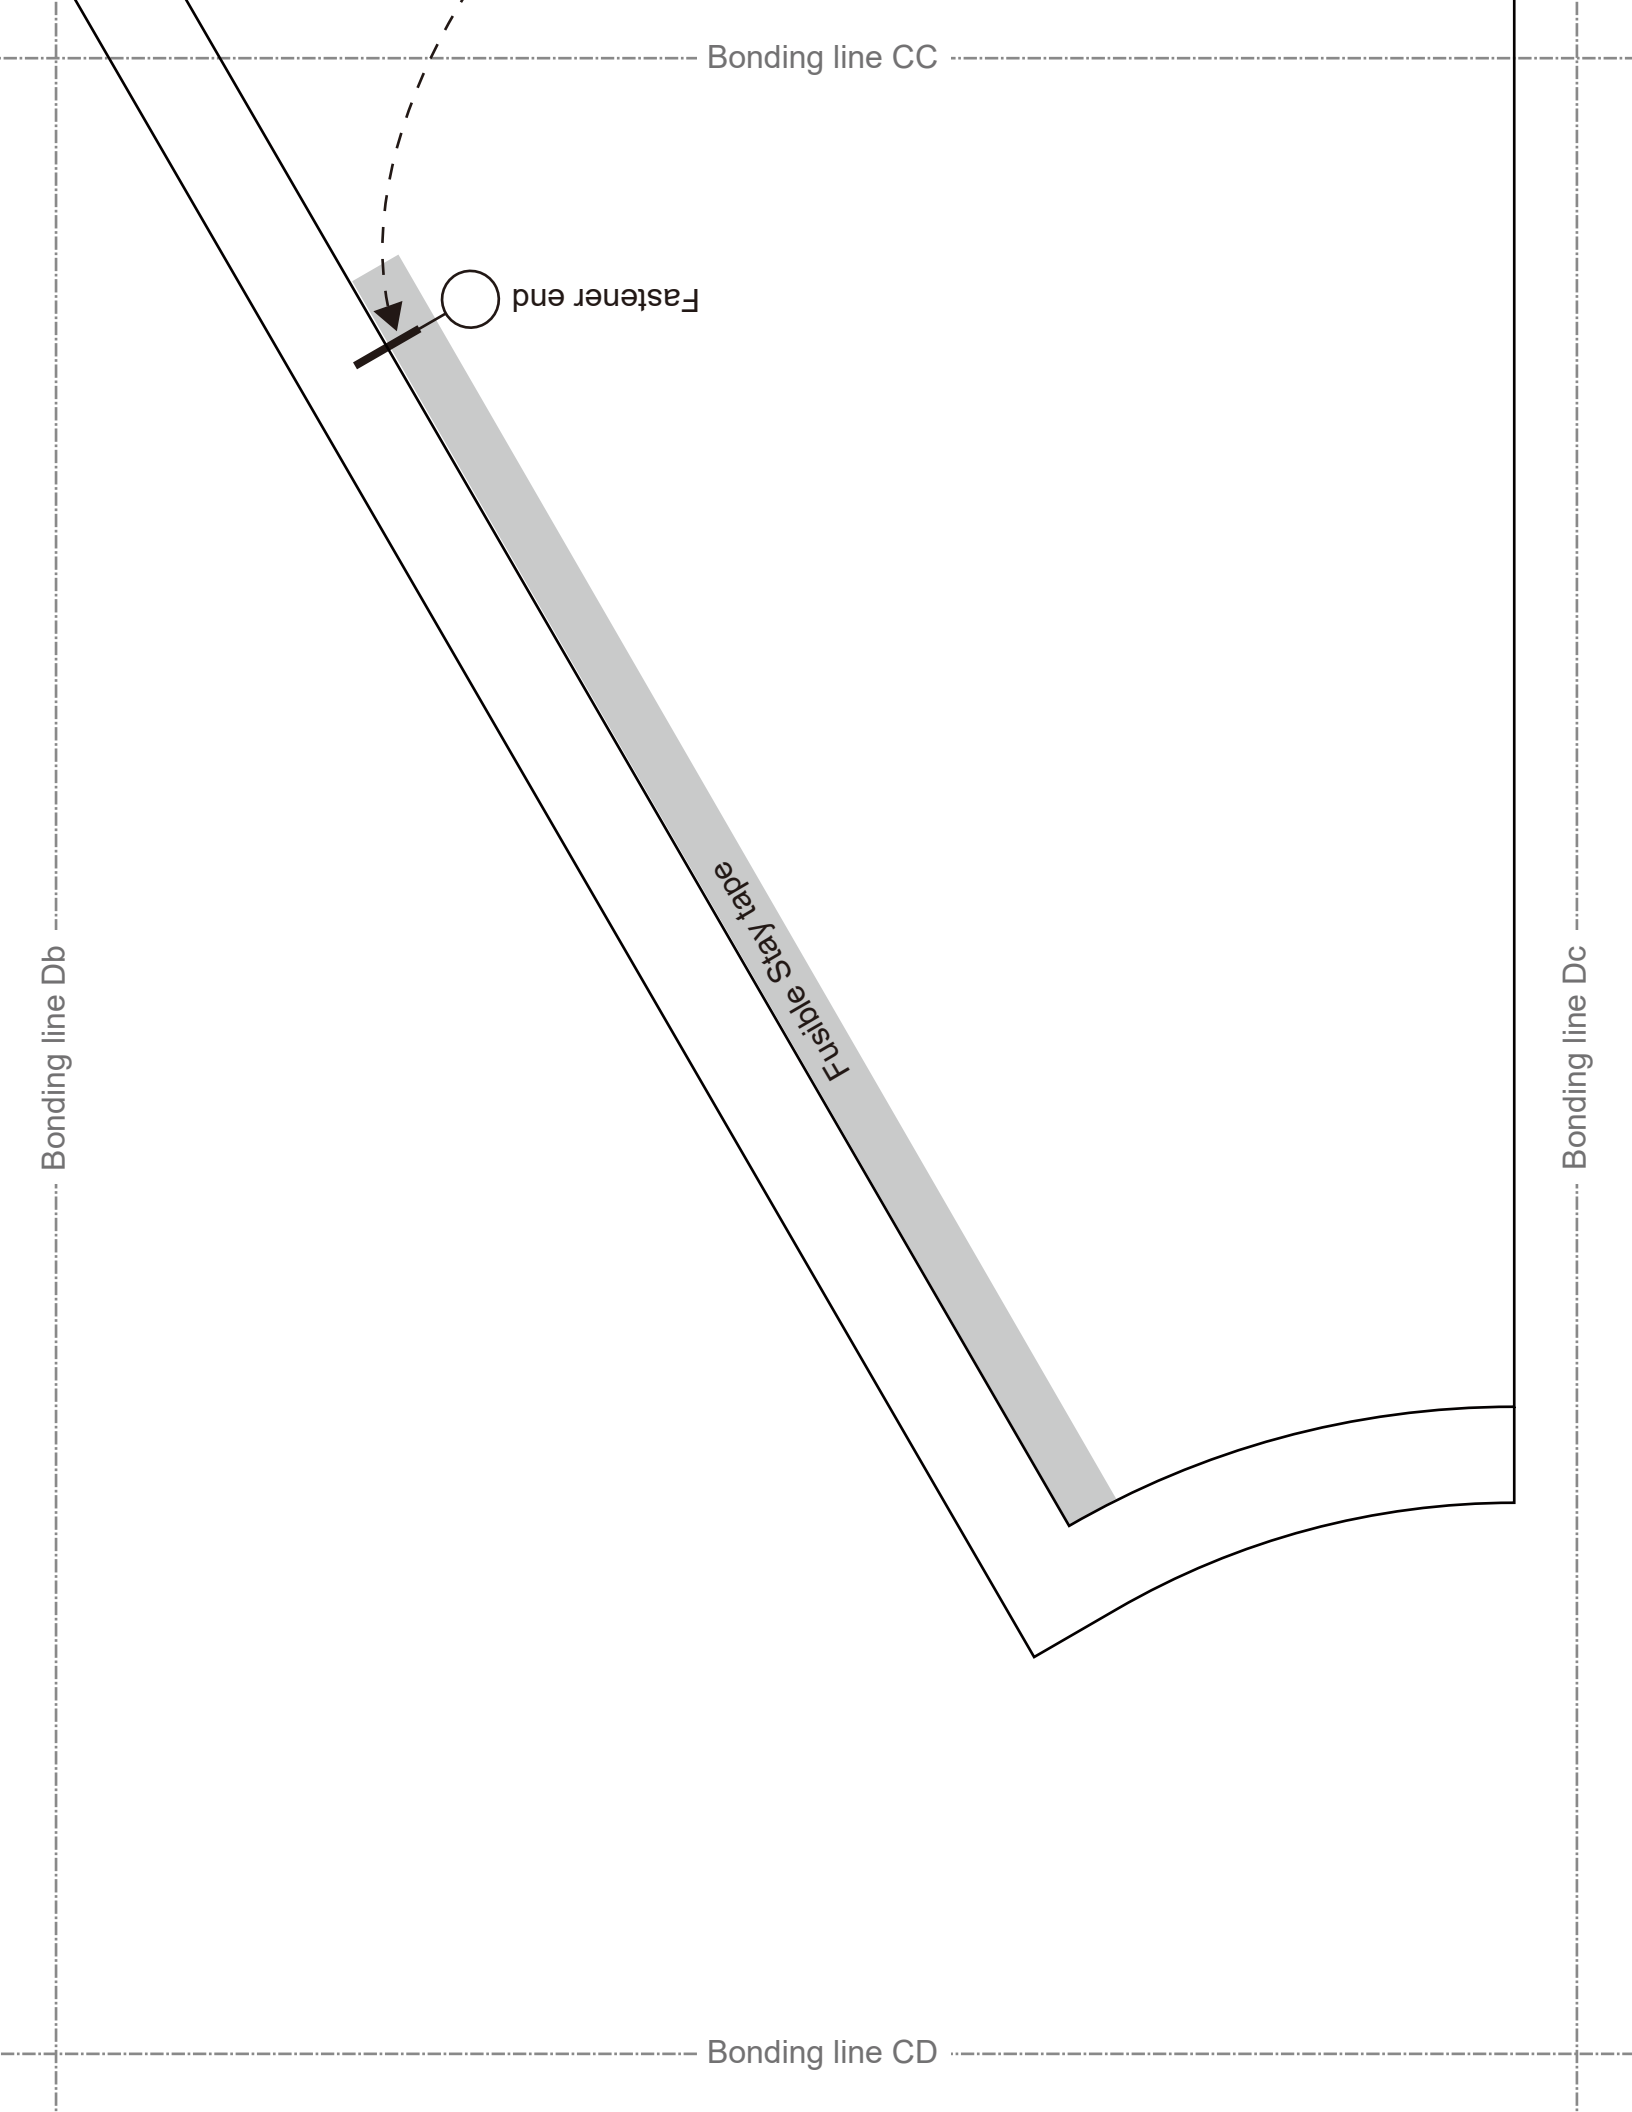 Bonding line CC
Fastener end
Fusible Stay tape
Bonding line Db
Bonding line Dc
Bonding line CD